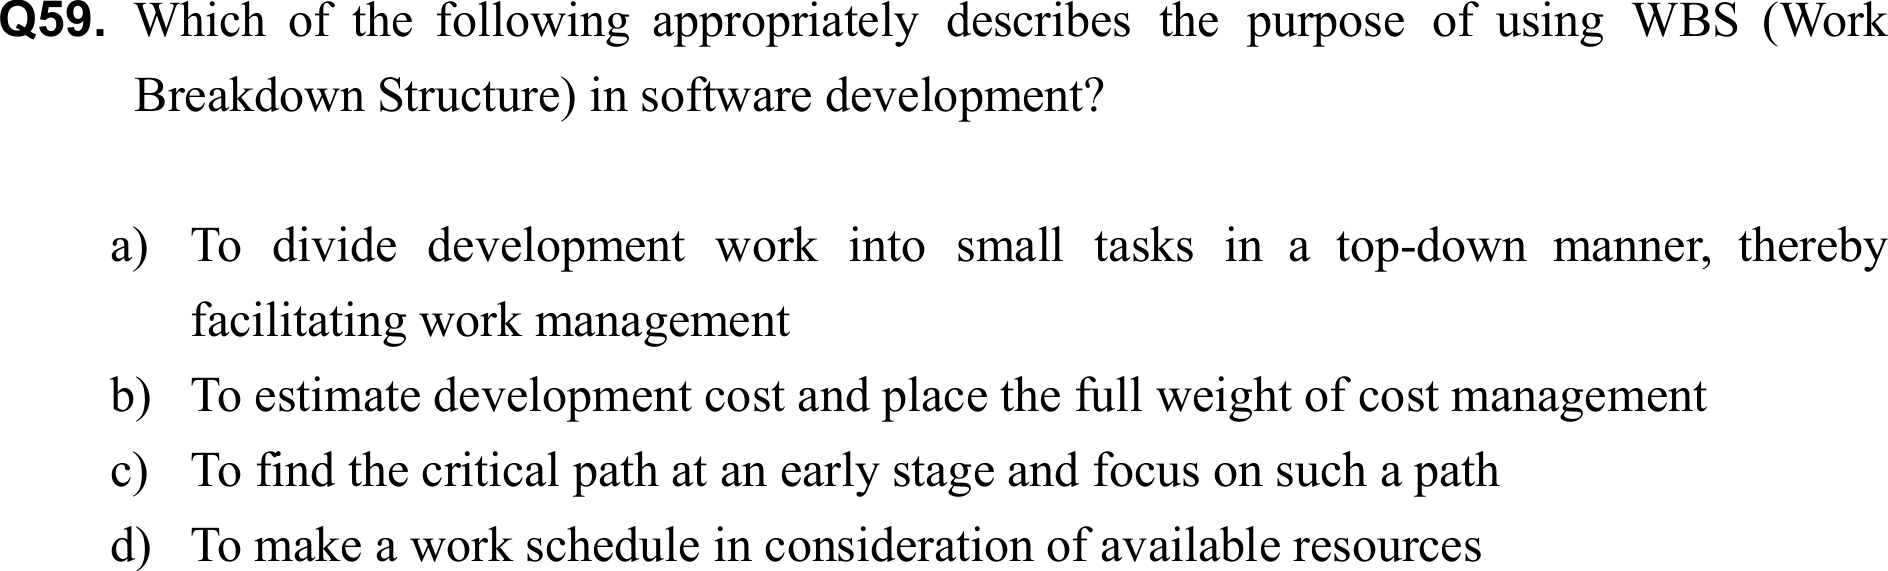 Q59. Which of the following appropriately describes the purpose of using WBS (Work
Breakdown Structure) in software development?
a) To divide development work into small tasks in a top-down manner, thereby
facilitating work management
b) To estimate development cost and place the full weight of cost management
c) To find the critical path at an early stage and focus on such a path
d) To make a work schedule in consideration of available resources